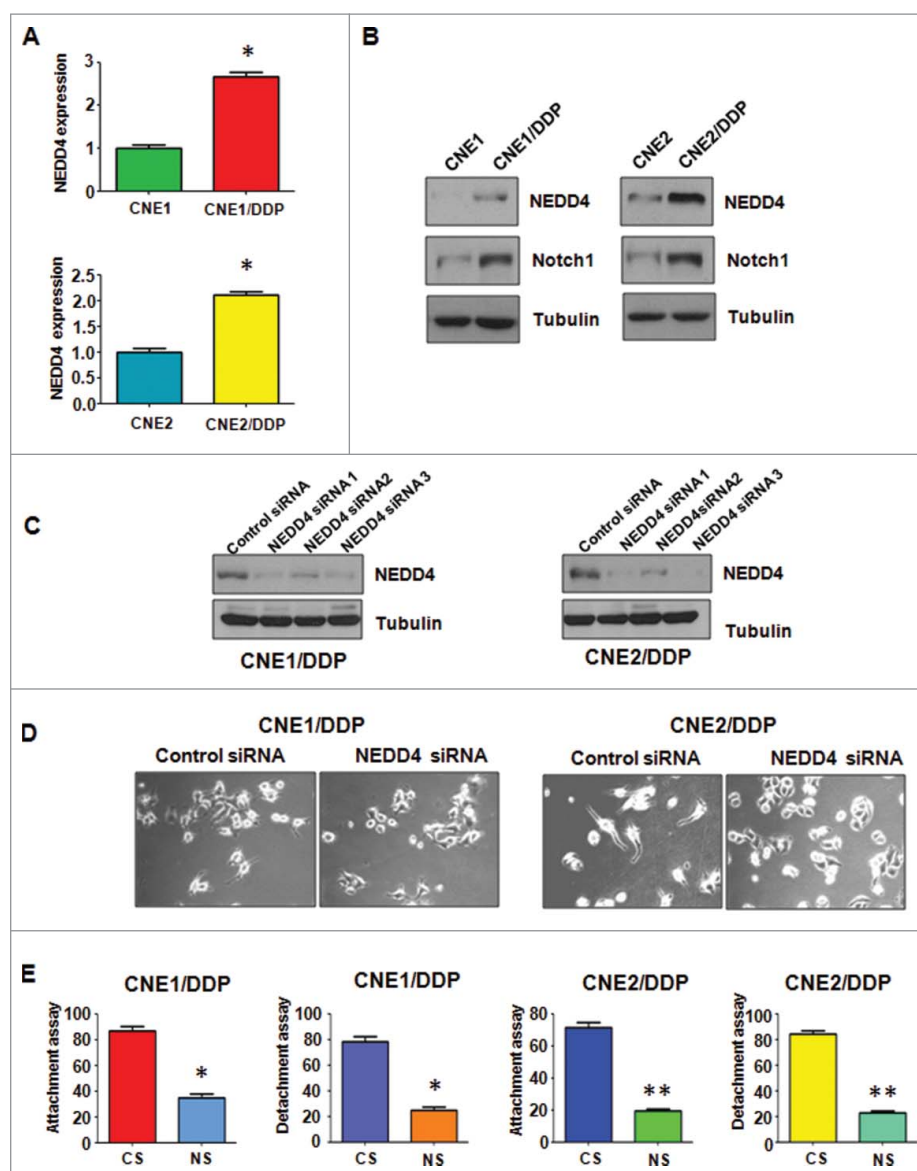 A
NEDD4 expression
3
2
1
0
*
CNE1 CNE1/DDP
NEDD4 expression
2.5
2.0
1.5
1.0
0.5
0.0
*
CNE2 CNE2/DDP
B
CNE1 CNE1/DDP
NEDD4
Notch1
Tubulin
CNE2 CNE2/DDP
NEDD4
Notch1
Tubulin
C
Control siRNA
NEDD4 siRNA1
NEDD4 siRNA2
NEDD4 siRNA3
NEDD4
Tubulin
CNE1/DDP
Control siRNA
NEDD4 siRNA1
NEDD4siRNA2
NEDD4 siRNA3
NEDD4
Tubulin
CNE2/DDP
D
CNE1/DDP
Control siRNA NEDD4 siRNA
CNE2/DDP
Control siRNA NEDD4 siRNA
E
CNE1/DDP
Attachment assay
100
80
60
40
20
0
*
CS NS
CNE1/DDP
Detachment assay
100
80
60
40
20
0
*
CS NS
CNE2/DDP
Attachment assay
80
60
40
20
0
**
CS NS
CNE2/DDP
Detachment assay
100
80
60
40
20
0
**
CS NS